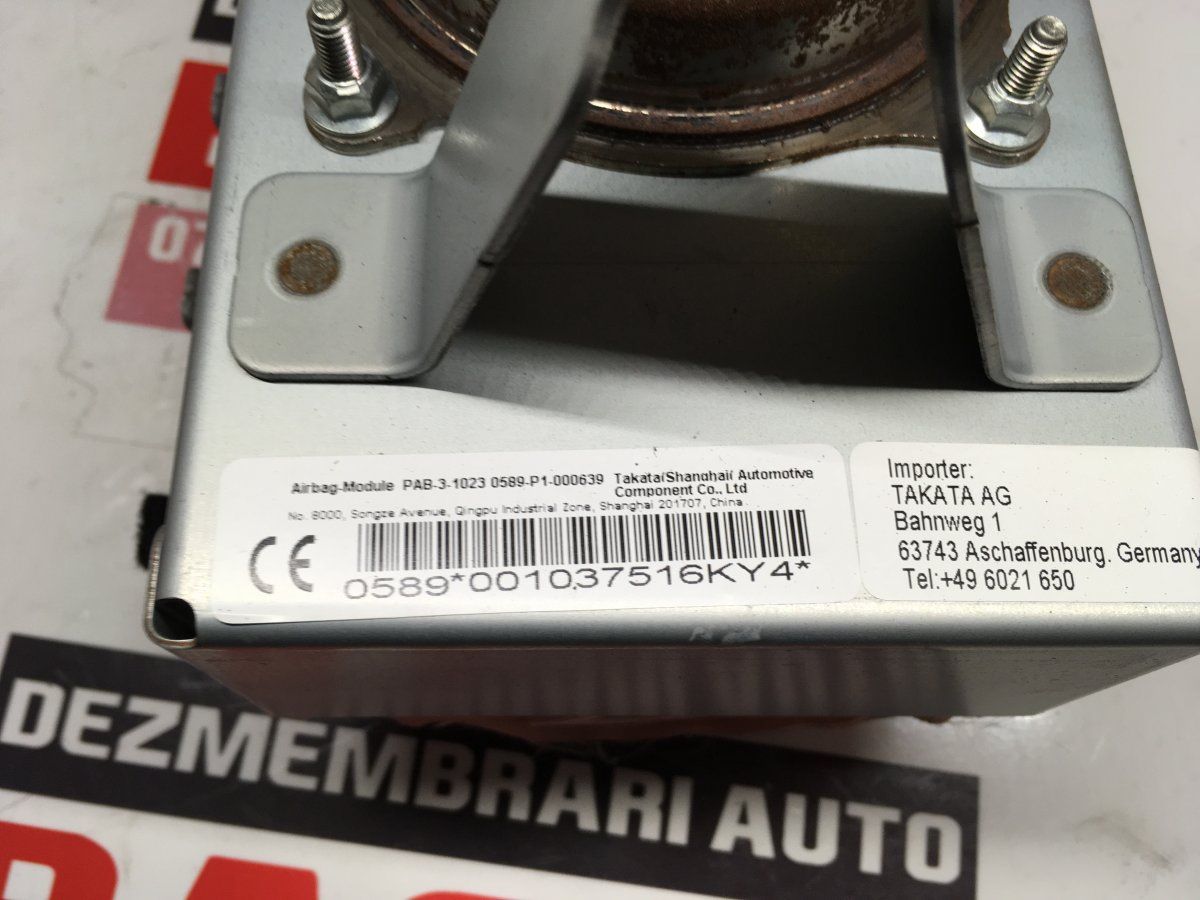 07
Airbag-Module PAB-3-1023 0589-P1-000639 Takata(Shanghai( Automotive
Component Co., Ltd
No. 8000, Songze Avenue, Qingpu Industrial Zone, Shanghai 201707, China
CE
0589*001037516KY4*
Importer:
TAKATA AG
Bahnweg 1
63743 Aschaffenburg. Germany
Tel:+49 6021 650
DEZMEMBRARI AUTO